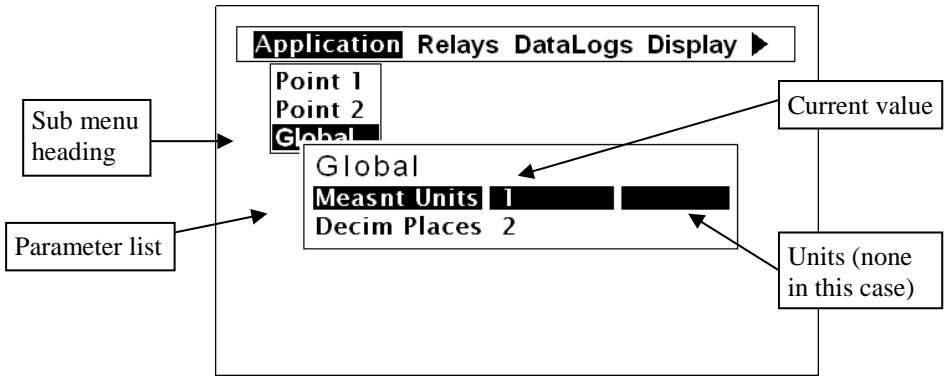 Application Relays DataLogs Display ▶
Point 1
Point 2
Global
Global
Measnt Units 1
Decim Places 2
Sub menu
heading
Parameter list
Current value
Units (none
in this case)